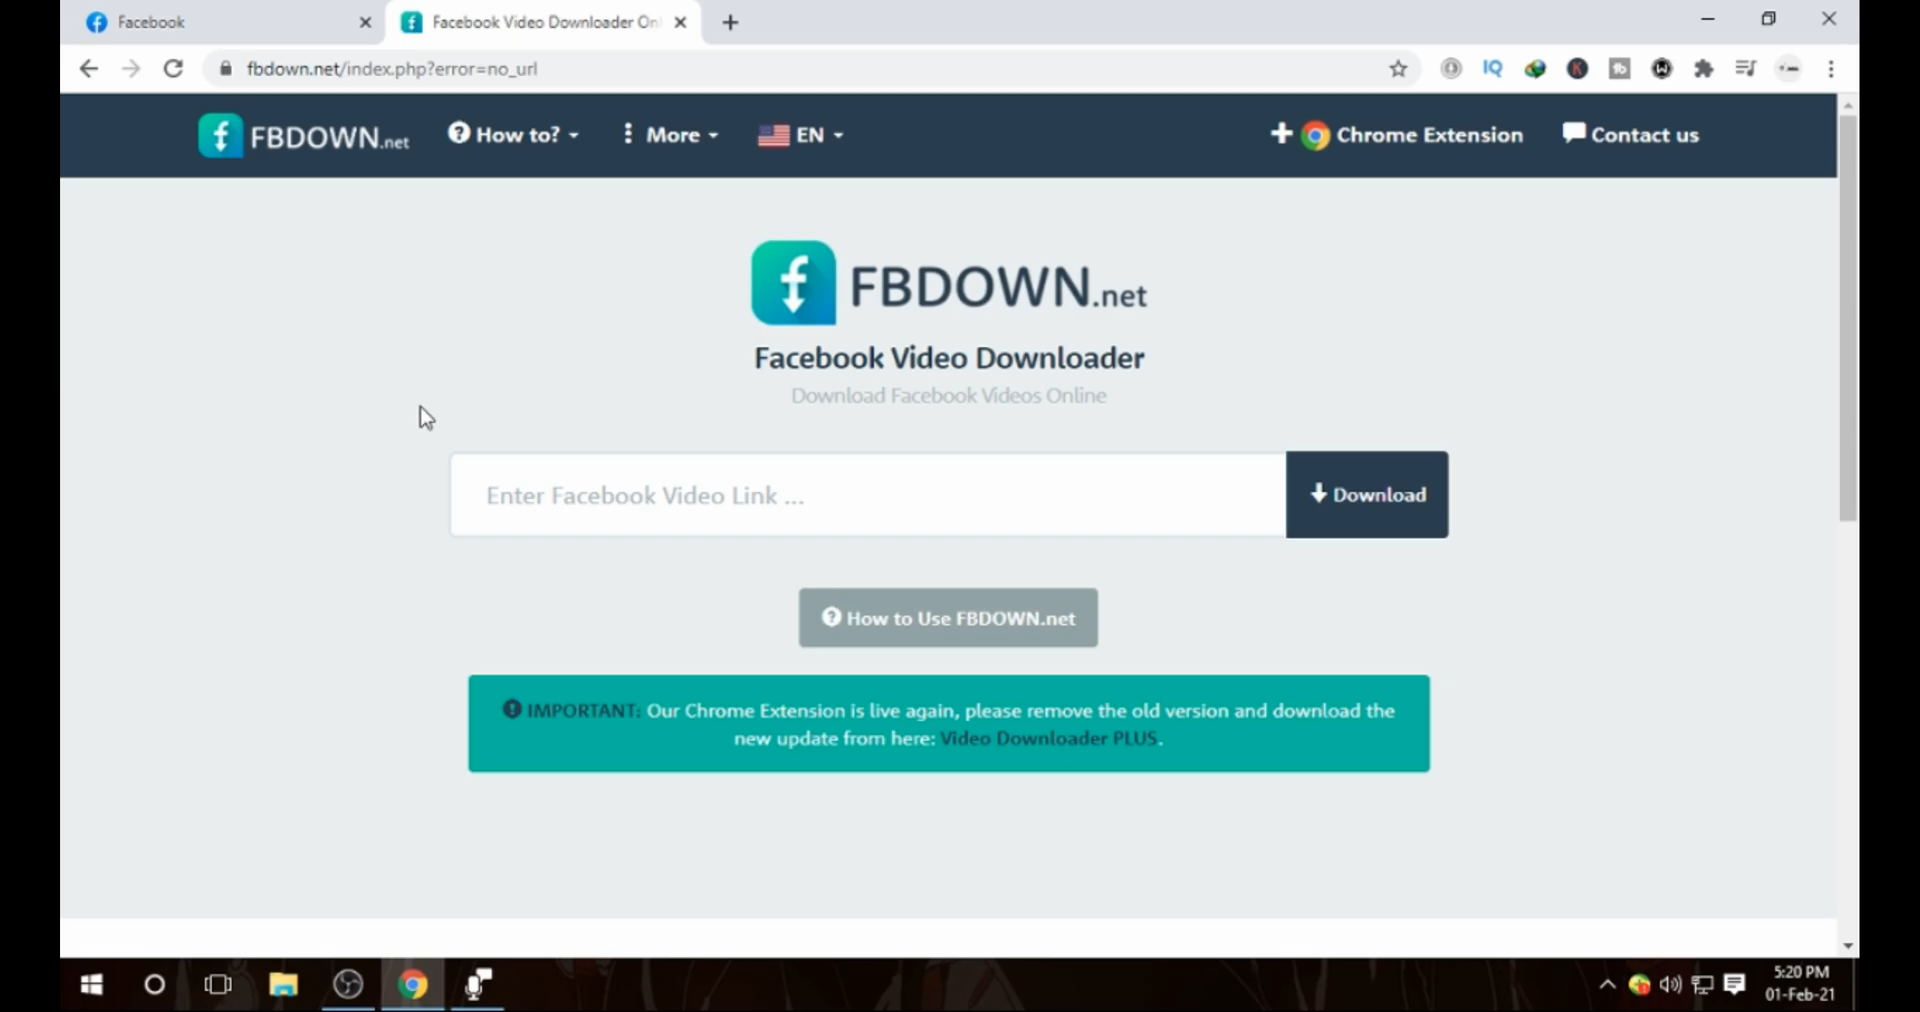 Facebook
Facebook Video Downloader Onl
fbdown.net/index.php?error=no_url
IQ
FBDOWN.net
How to?
More
EN
Chrome Extension
Contact us
FBDOWN.net
Facebook Video Downloader
Download Facebook Videos Online
Enter Facebook Video Link ...
Download
How to Use FBDOWN.net
IMPORTANT: Our Chrome Extension is live again, please remove the old version and download the
new update from here: Video Downloader PLUS.
5:20 PM
01-Feb-21